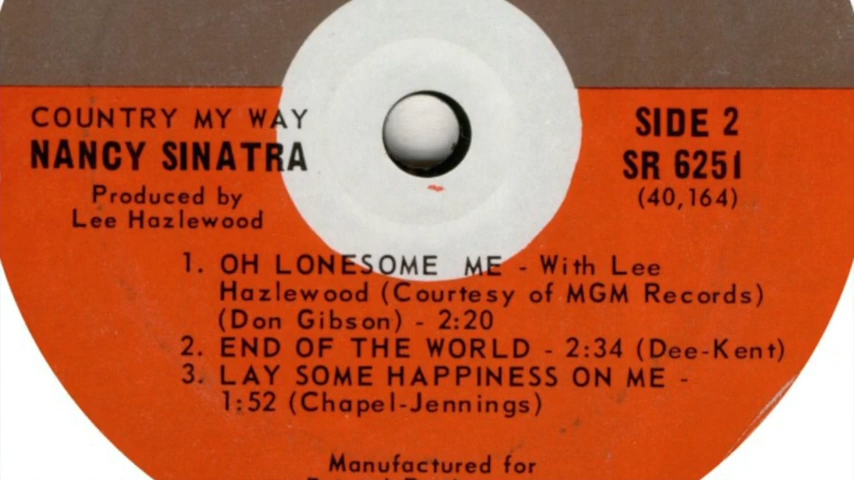 COUNTRY MY WAY
NANCY SINATRA
Produced by
Lee Hazlewood
SIDE 2
SR 6251
(40,164)
1. OH LONESOME ME - With Lee
Hazlewood (Courtesy of MGM Records)
(Don Gibson) - 2:20
2. END OF THE WORLD - 2:34 (Dee-Kent)
3. LAY SOME HAPPINESS ON ME -
1:52 (Chapel-Jennings)
Manufactured for